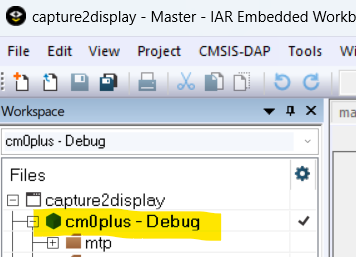 capture2display - Master - IAR Embedded Workb
File Edit View Project CMSIS-DAP Tools Wi
Workspace
ma
cm0plus - Debug
Files
capture2display
cm0plus - Debug
mtp